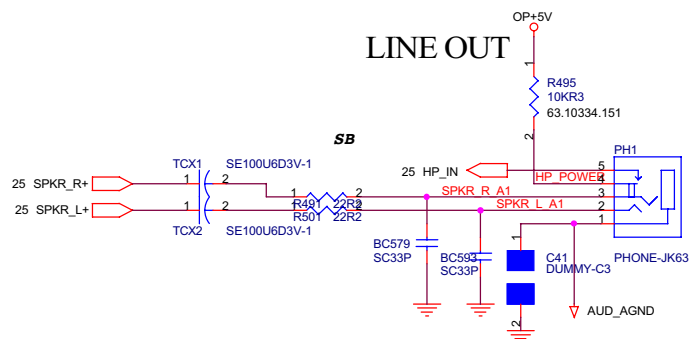 OP+5V
LINE OUT
1
R495
10KR3
63.10334.151
2
SB
PH1
TCX1 SE100U6D3V-1
25 HP_IN
5
HP_POWER 4
25 SPKR_R+ 1 2
1 2 SPKR_R_A1 3
R491 22R2
25 SPKR_L+ 1 2 SPKR_L_A1 2
R501 22R2
TCX2 SE100U6D3V-1
1
BC579
SC33P
BC593
SC33P
1
C41
DUMMY-C3
2
PHONE-JK63
AUD_AGND